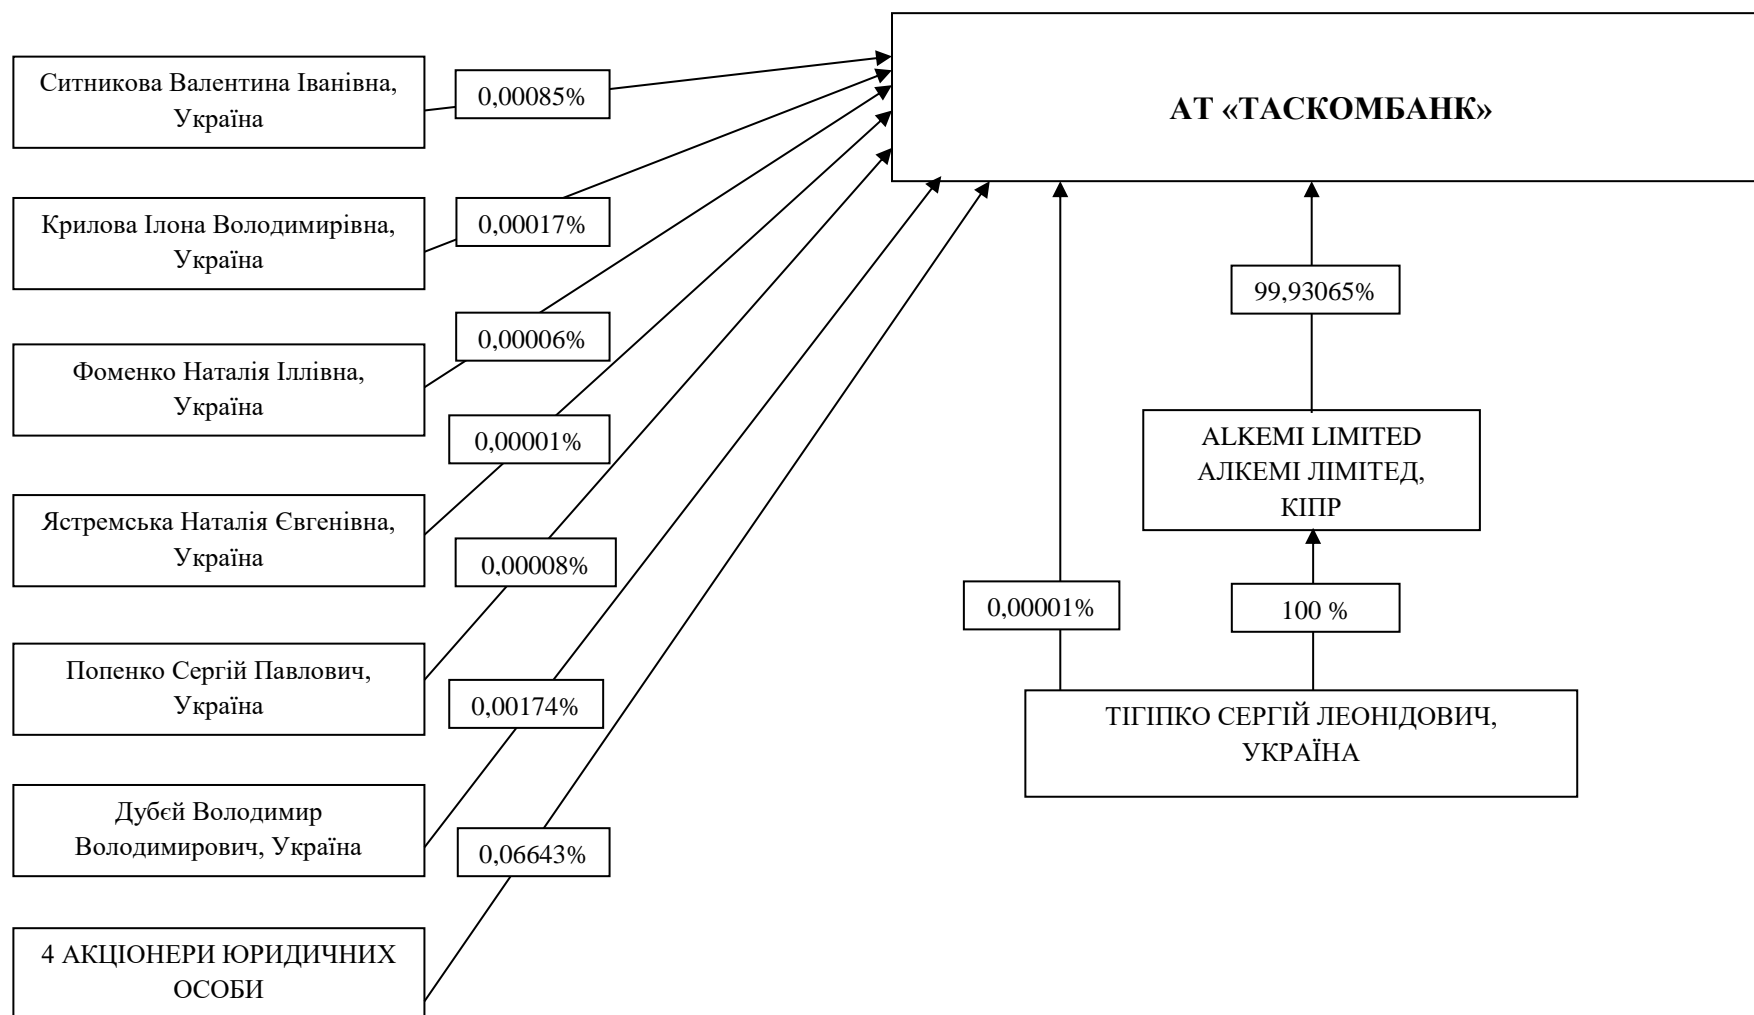 АТ «ТАСКОМБАНК»
Ситникова Валентина Іванівна,
Україна
0,00085%
Крилова Ілона Володимирівна,
Україна
0,00017%
99,93065%
Фоменко Наталія Іллівна,
Україна
0,00006%
0,00001%
ALKEMI LIMITED
АЛКЕМІ ЛІМІТЕД,
КІПР
Ястремська Наталія Євгенівна,
Україна
0,00008%
0,00001%
100 %
Попенко Сергій Павлович,
Україна
0,00174%
ТІГІПКО СЕРГІЙ ЛЕОНІДОВИЧ,
УКРАЇНА
Дубєй Володимир
Володимирович, Україна
0,06643%
4 АКЦІОНЕРИ ЮРИДИЧНИХ
ОСОБИ